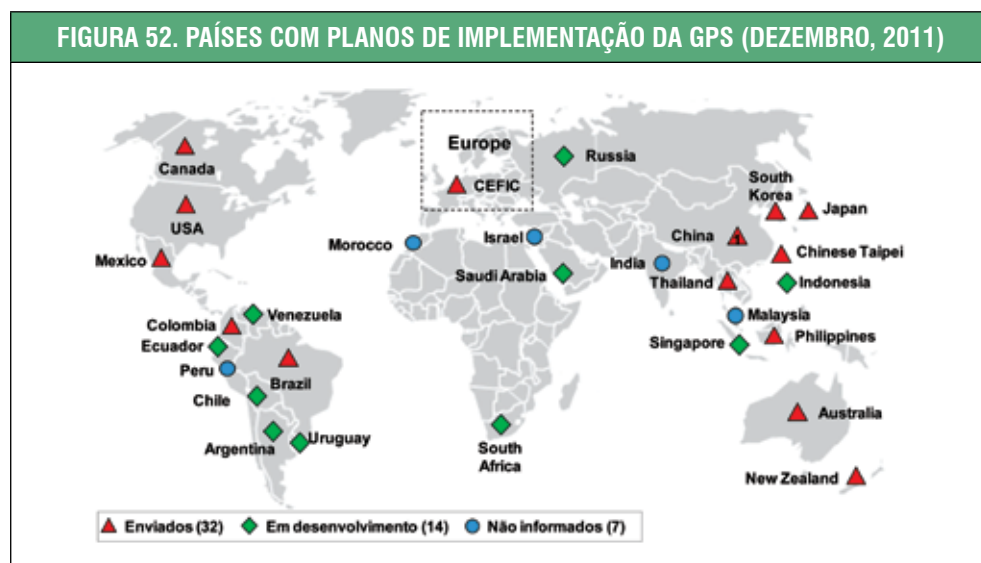 FIGURA 52. PAÍSES COM PLANOS DE IMPLEMENTAÇÃO DA GPS (DEZEMBRO, 2011)
Canada
USA
Mexico
Europe
CEFIC
Russia
South
Korea
Japan
China
1
Chinese Taipei
Morocco
Israel
India
Saudi Arabia
Thailand
Indonesia
Malaysia
Singapore
Philippines
Venezuela
Colombia
Ecuador
Peru
Brazil
Chile
Argentina
Uruguay
South
Africa
Australia
New Zealand
Enviados (32) Em desenvolvimento (14) Não informados (7)